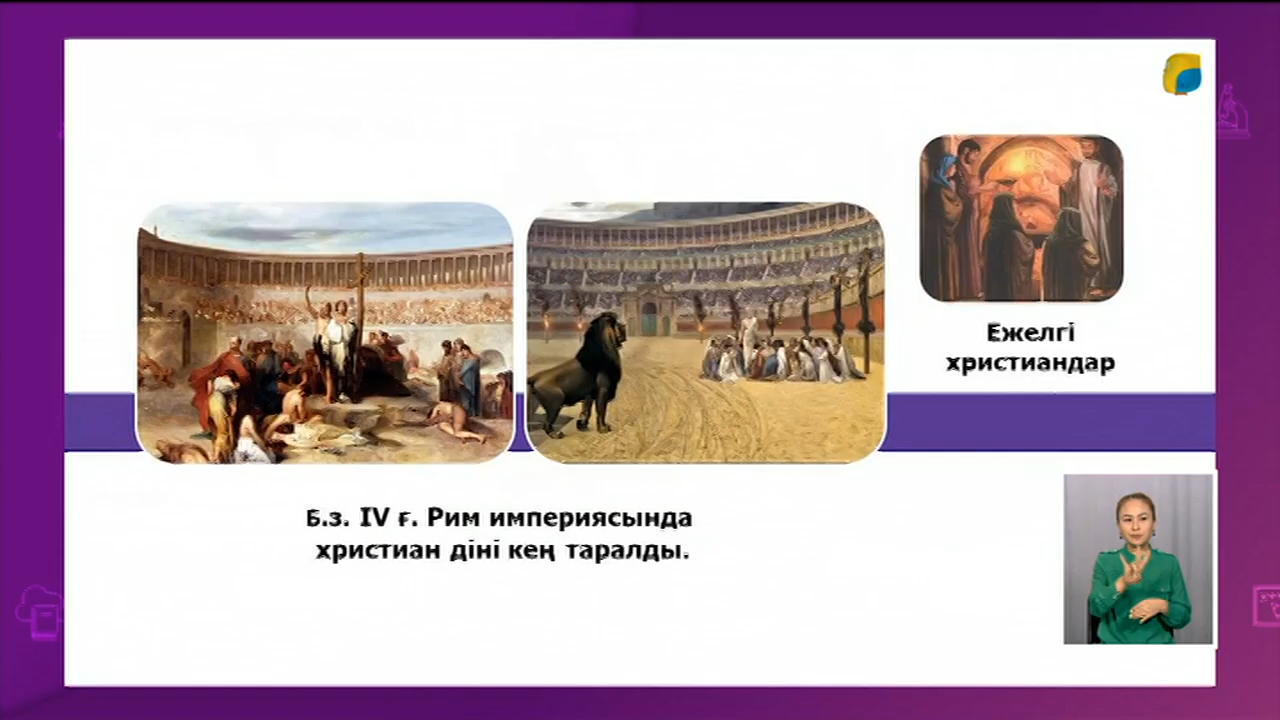 Ежелгі
христиандар
Б.з. IV ғ. Рим империясында
христиан діні кең таралды.